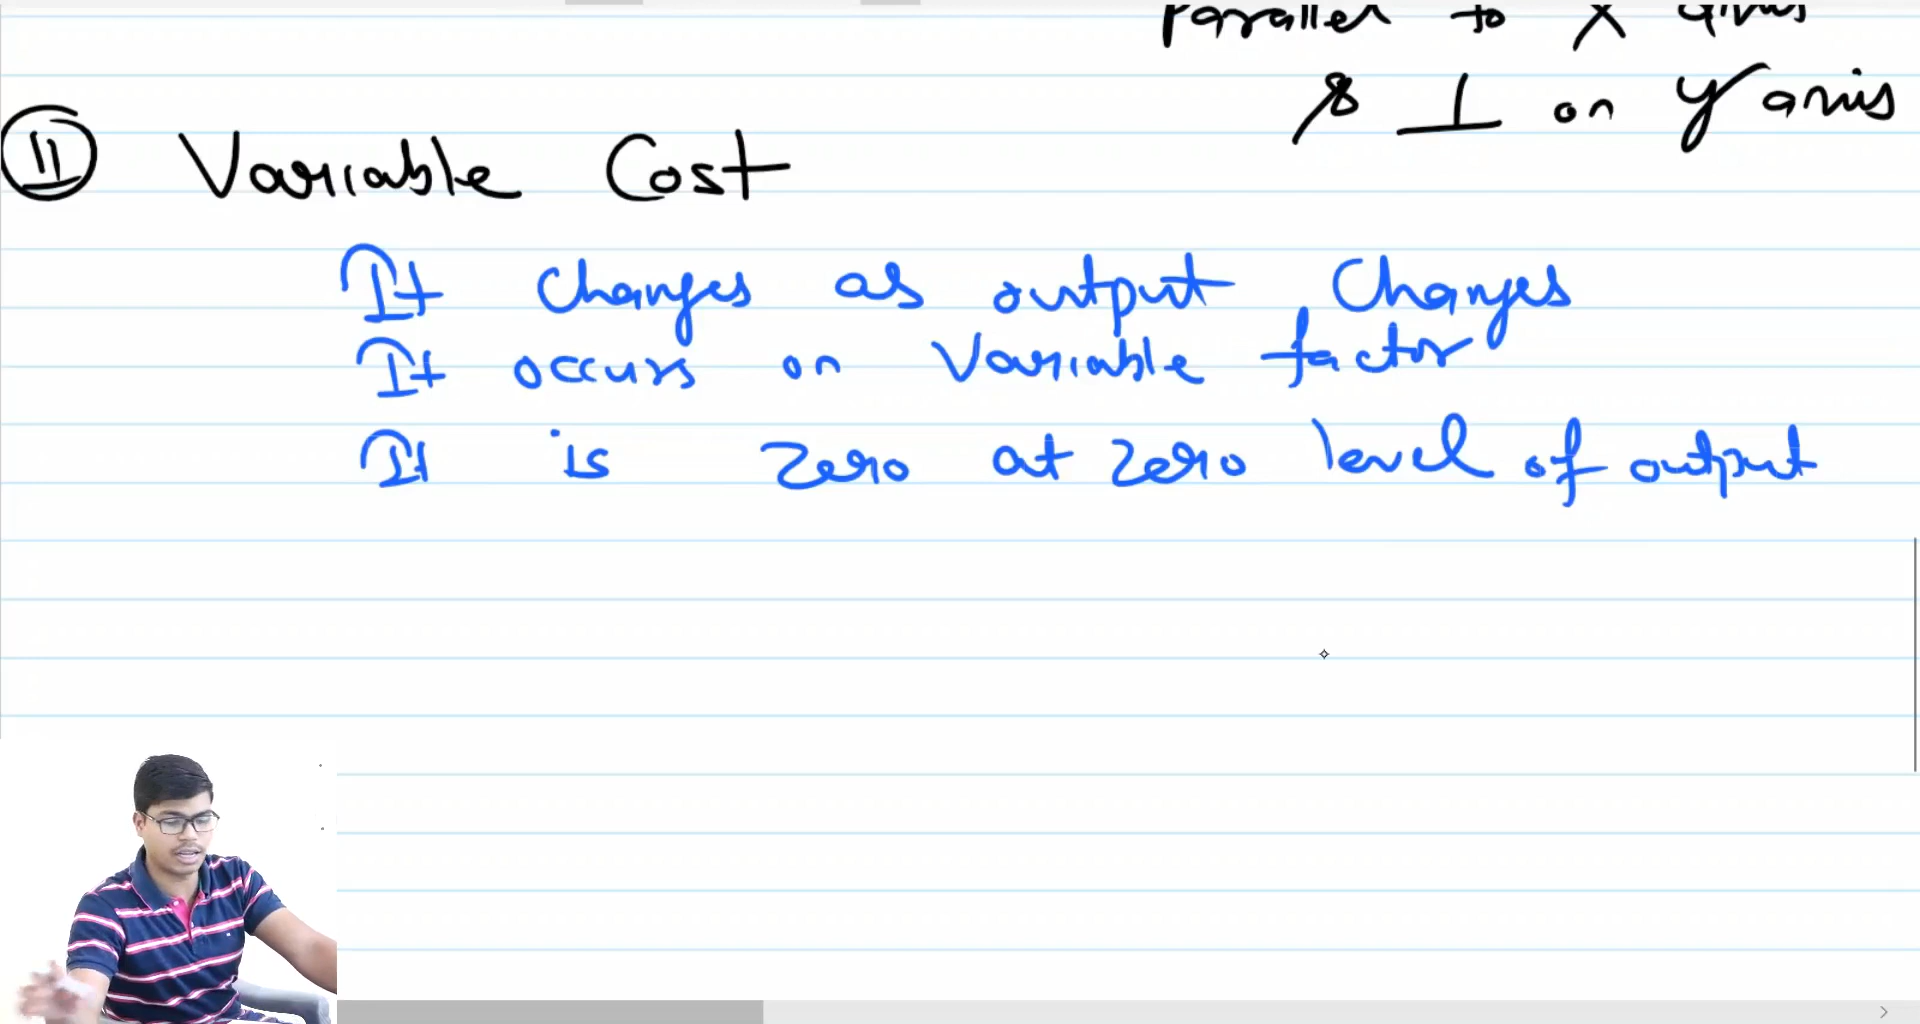 parallel to X axis
& ⊥ on y axis
II Variable Cost
It changes as output changes
It occurs on Variable factor
It is zero at zero level of output